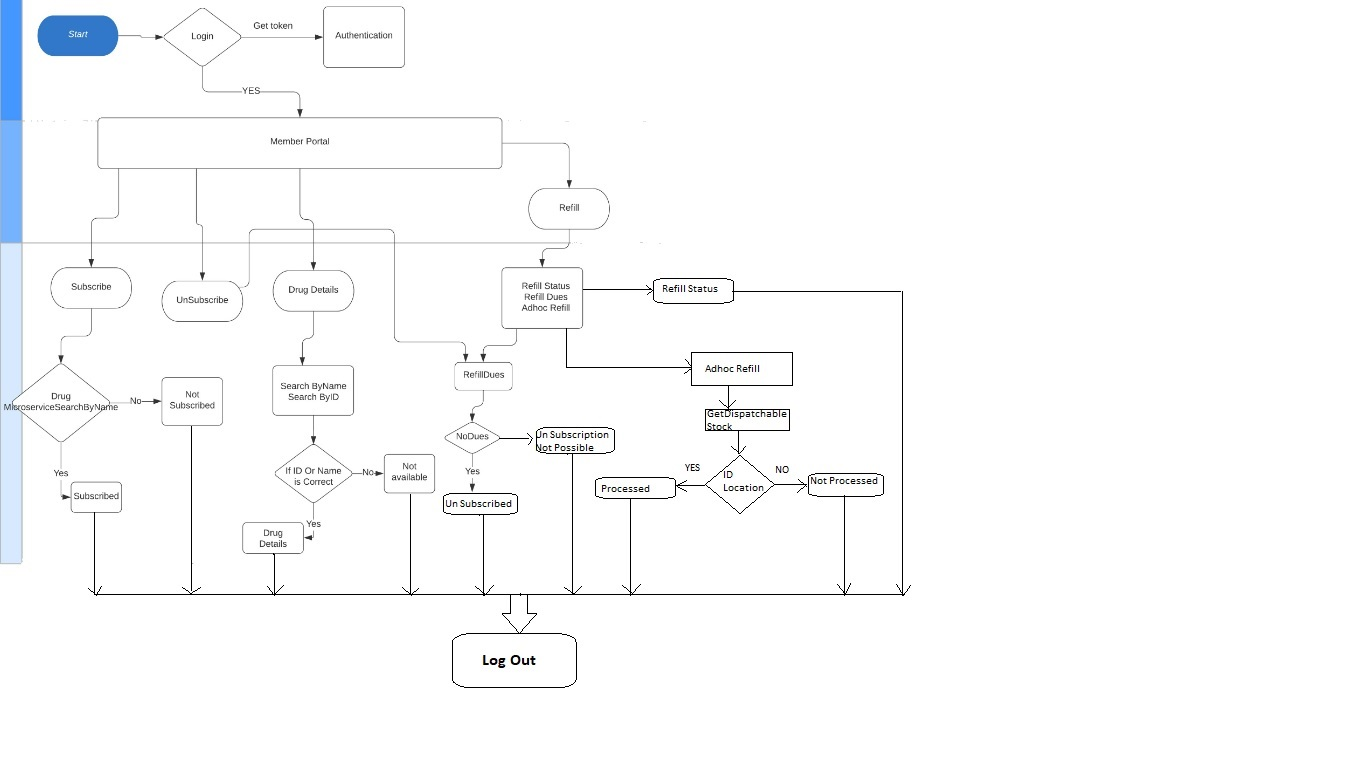 Start
Login
Get token
Authentication
YES
Member Portal
Refill
Subscribe
UnSubscribe
Drug Details
Refill Status
Refill Dues
Adhoc Refill
Refill Status
Adhoc Refill
GetDispatchable
Stock
Drug
MicroserviceSearchByName
No
Not
Subscribed
Search ByName
Search ByID
RefillDues
NoDues
Un Subscription
Not Possible
Yes
Subscribed
If ID Or Name
is Correct
No
Not
available
Yes
Un Subscribed
YES
ID
Location
NO
Processed
Not Processed
Yes
Drug
Details
Log Out